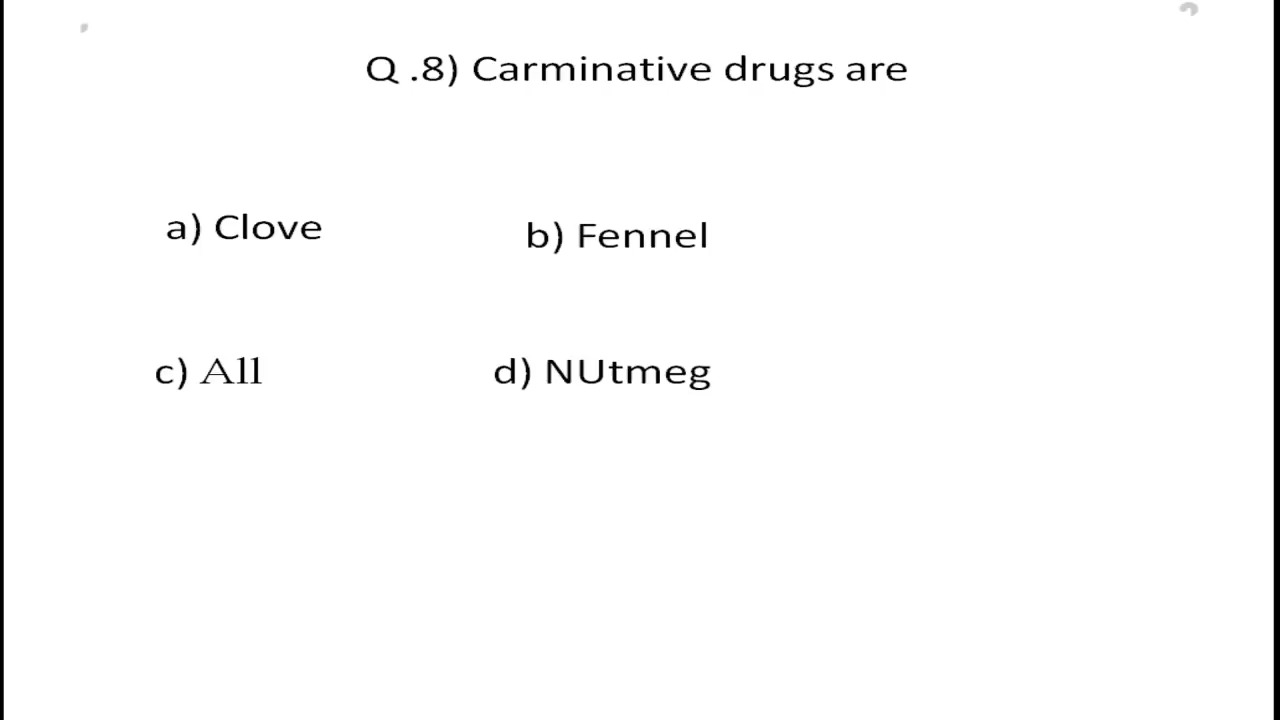 Q .8) Carminative drugs are
a) Clove
b) Fennel
c) All
d) NUtmeg